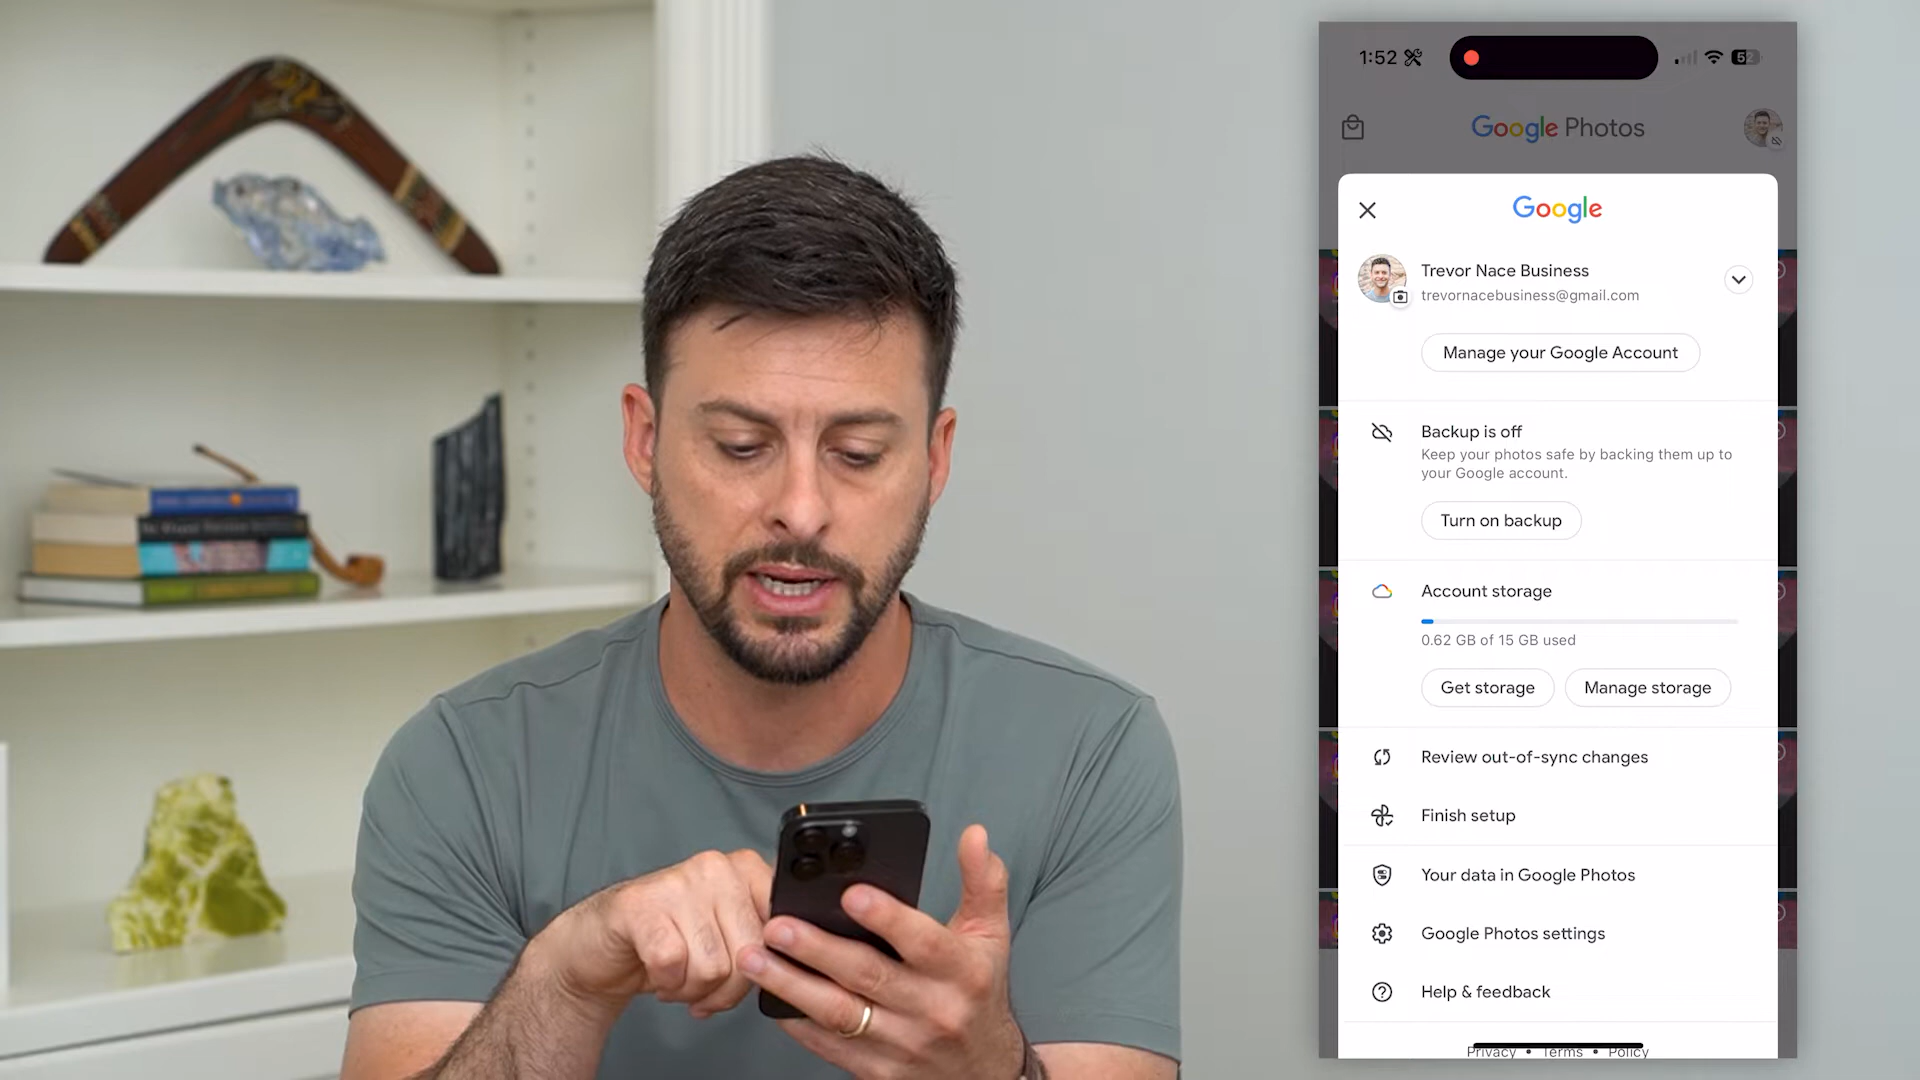 1:52
52
Google Photos
Google
Trevor Nace Business
trevornacebusiness@gmail.com
Manage your Google Account
Backup is off
Keep your photos safe by backing them up to
your Google account.
Turn on backup
Account storage
0.62 GB of 15 GB used
Get storage
Manage storage
Review out-of-sync changes
Finish setup
Your data in Google Photos
Google Photos settings
Help & feedback
Privacy • Terms • Policy